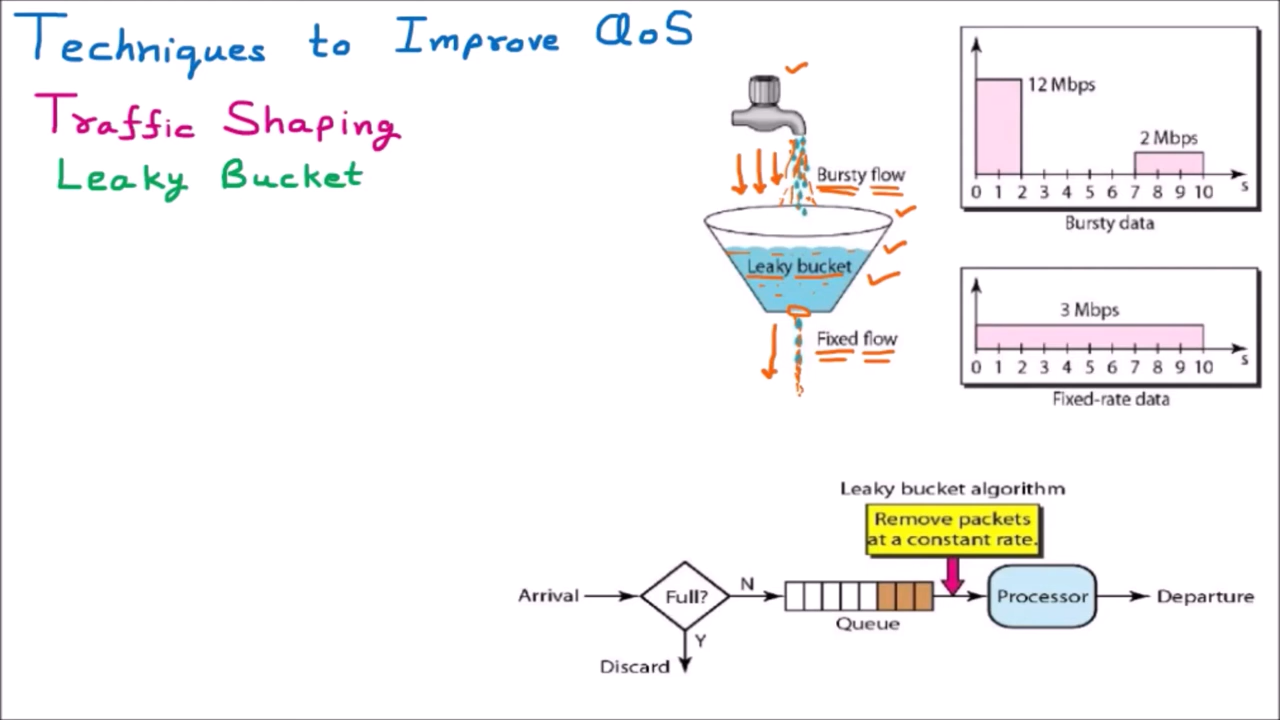 Techniques to Improve QoS
Traffic Shaping
Leaky Bucket
Bursty flow
Leaky bucket
Fixed flow
12 Mbps
2 Mbps
0 1 2 3 4 5 6 7 8 9 10 s
Bursty data
3 Mbps
0 1 2 3 4 5 6 7 8 9 10 s
Fixed-rate data
Leaky bucket algorithm
Remove packets
at a constant rate.
Arrival
Full?
N
Queue
Processor
Departure
Y
Discard